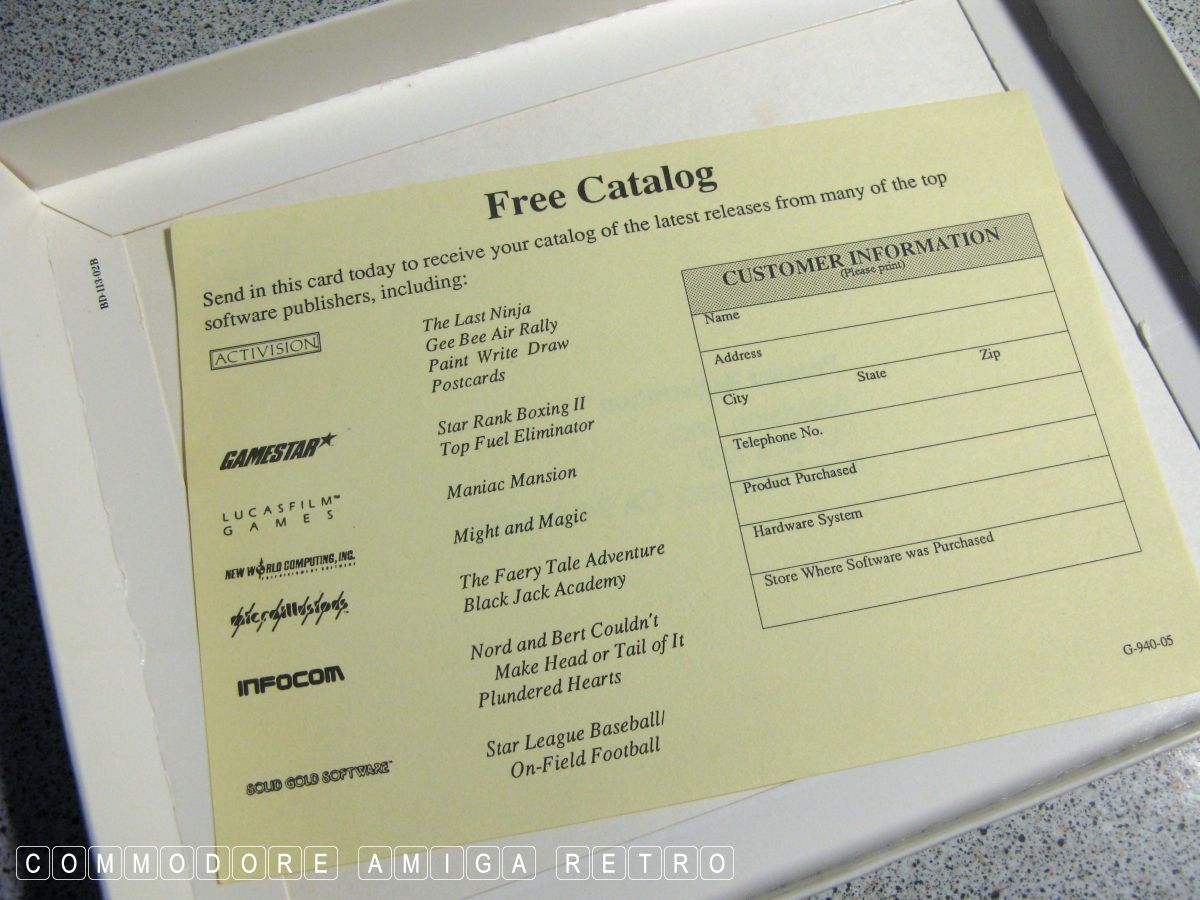 Free Catalog
Send in this card today to receive your catalog of the latest releases from many of the top
software publishers, including:
ACTIVISION
The Last Ninja
Gee Bee Air Rally
Paint Write Draw
Postcards
GAMESTAR
Star Rank Boxing II
Top Fuel Eliminator
LUCASFILM™
GAMES
Maniac Mansion
NEW WORLD COMPUTING, INC.
ENTERTAINMENT SOFTWARE
Might and Magic
micro illusions
The Faery Tale Adventure
Black Jack Academy
INFOCOM
Nord and Bert Couldn't
Make Head or Tail of It
Plundered Hearts
SOLID GOLD SOFTWARE™
Star League Baseball/
On-Field Football
CUSTOMER INFORMATION
(Please print)
Name
Address
City State Zip
Telephone No.
Product Purchased
Hardware System
Store Where Software was Purchased
G-940-05
BD-113-02B
COMMODORE AMIGA RETRO